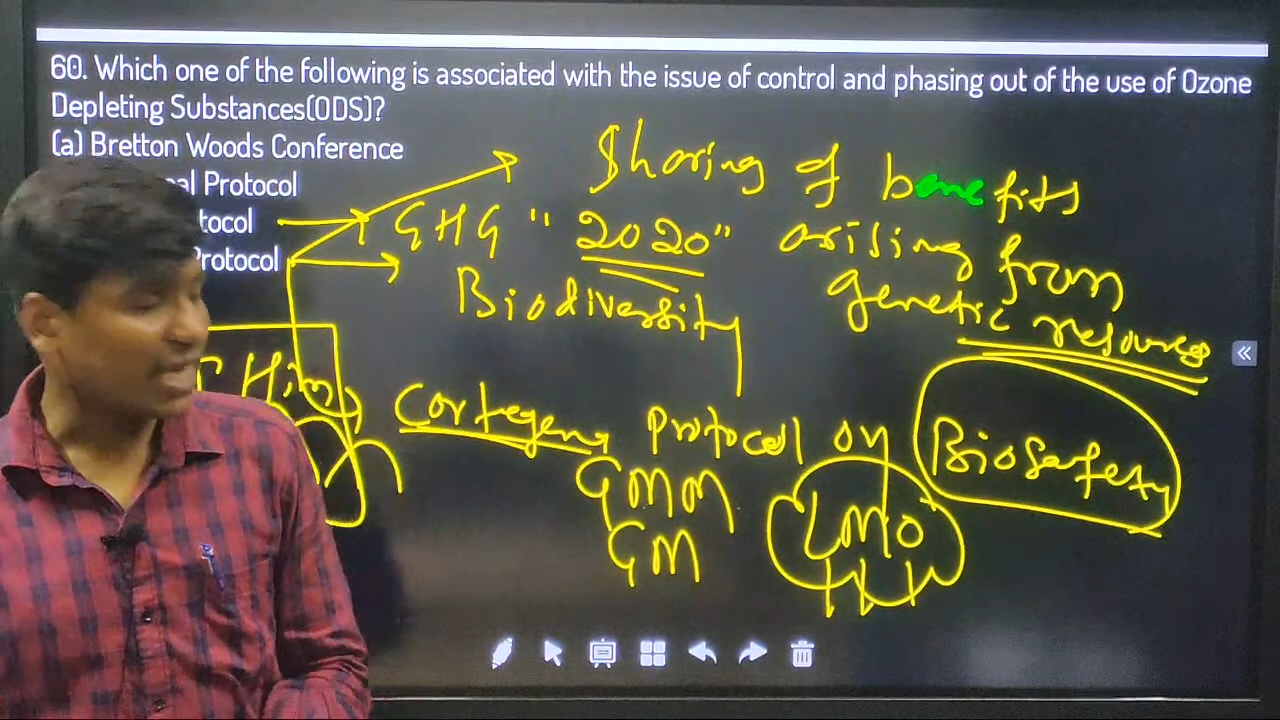 60. Which one of the following is associated with the issue of control and phasing out of the use of Ozone
Depleting Substances(ODS)?
(a) Bretton Woods Conference
al Protocol
tocol
Protocol
Sharing of benefits
GHG "2020" arising from
Biodiversity genetic resources
Cortegena Protocol on Biosafety
GMM
GM
LMO